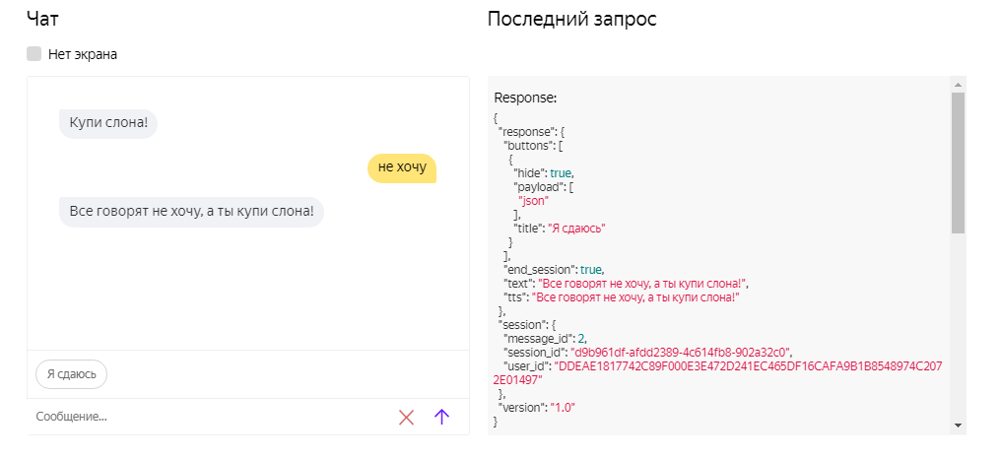 Чат
Нет экрана
Купи слона!
не хочу
Все говорят не хочу, а ты купи слона!
Я сдаюсь
Сообщение...
Последний запрос
Response:
{
"response": {
"buttons": [
{
"hide": true,
"payload": [
"json"
],
"title": "Я сдаюсь"
}
],
"end_session": true,
"text": "Все говорят не хочу, а ты купи слона!",
"tts": "Все говорят не хочу, а ты купи слона!"
},
"session": {
"message_id": 2,
"session_id": "d9b961df-afdd2389-4c614fb8-902a32c0",
"user_id": "DDEAE1817742C89F000E3E472D241EC465DF16CAFA9B1B8548974C207
2E01497"
},
"version": "1.0"
}